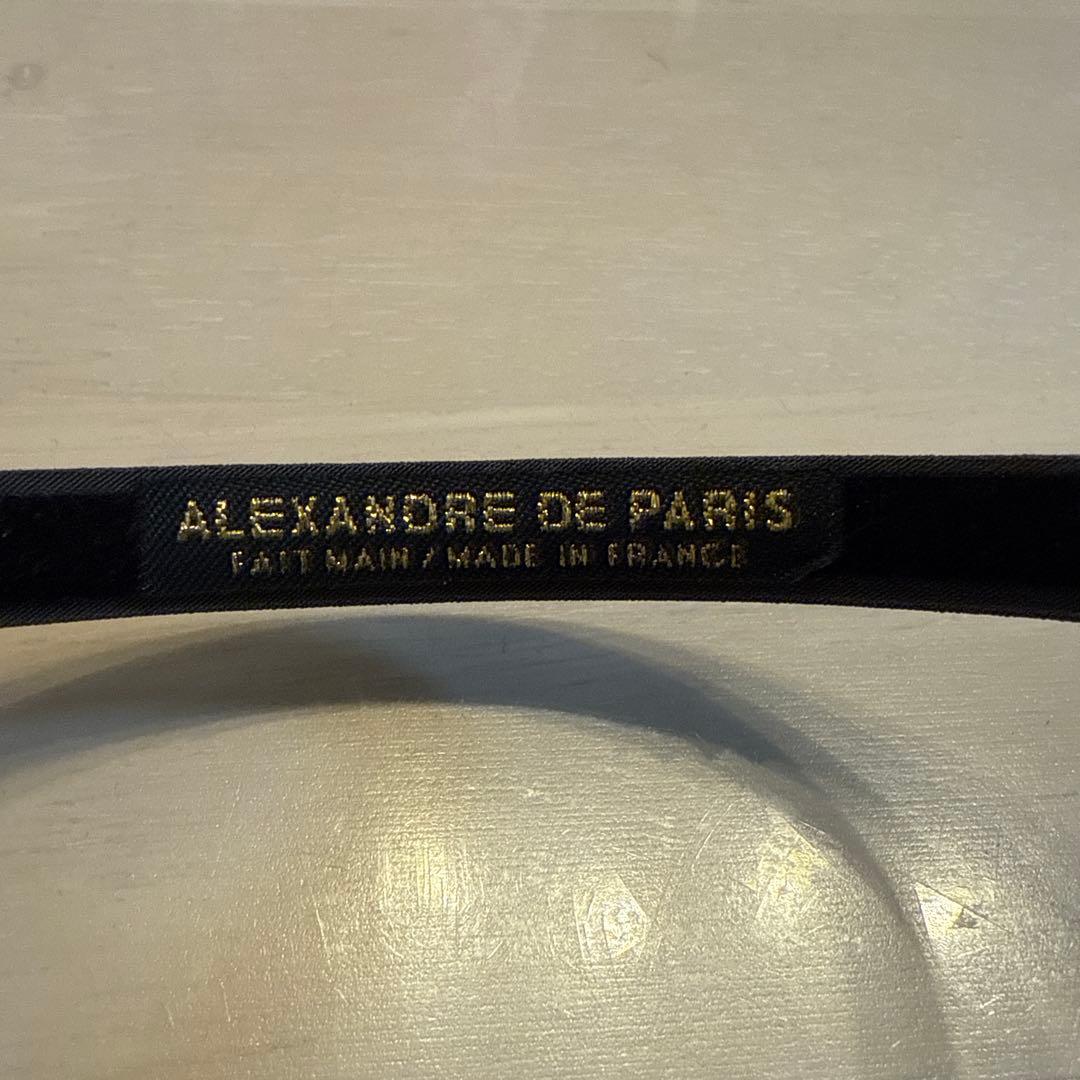 ALEXANDRE DE PARIS
FAIT MAIN / MADE IN FRANCE